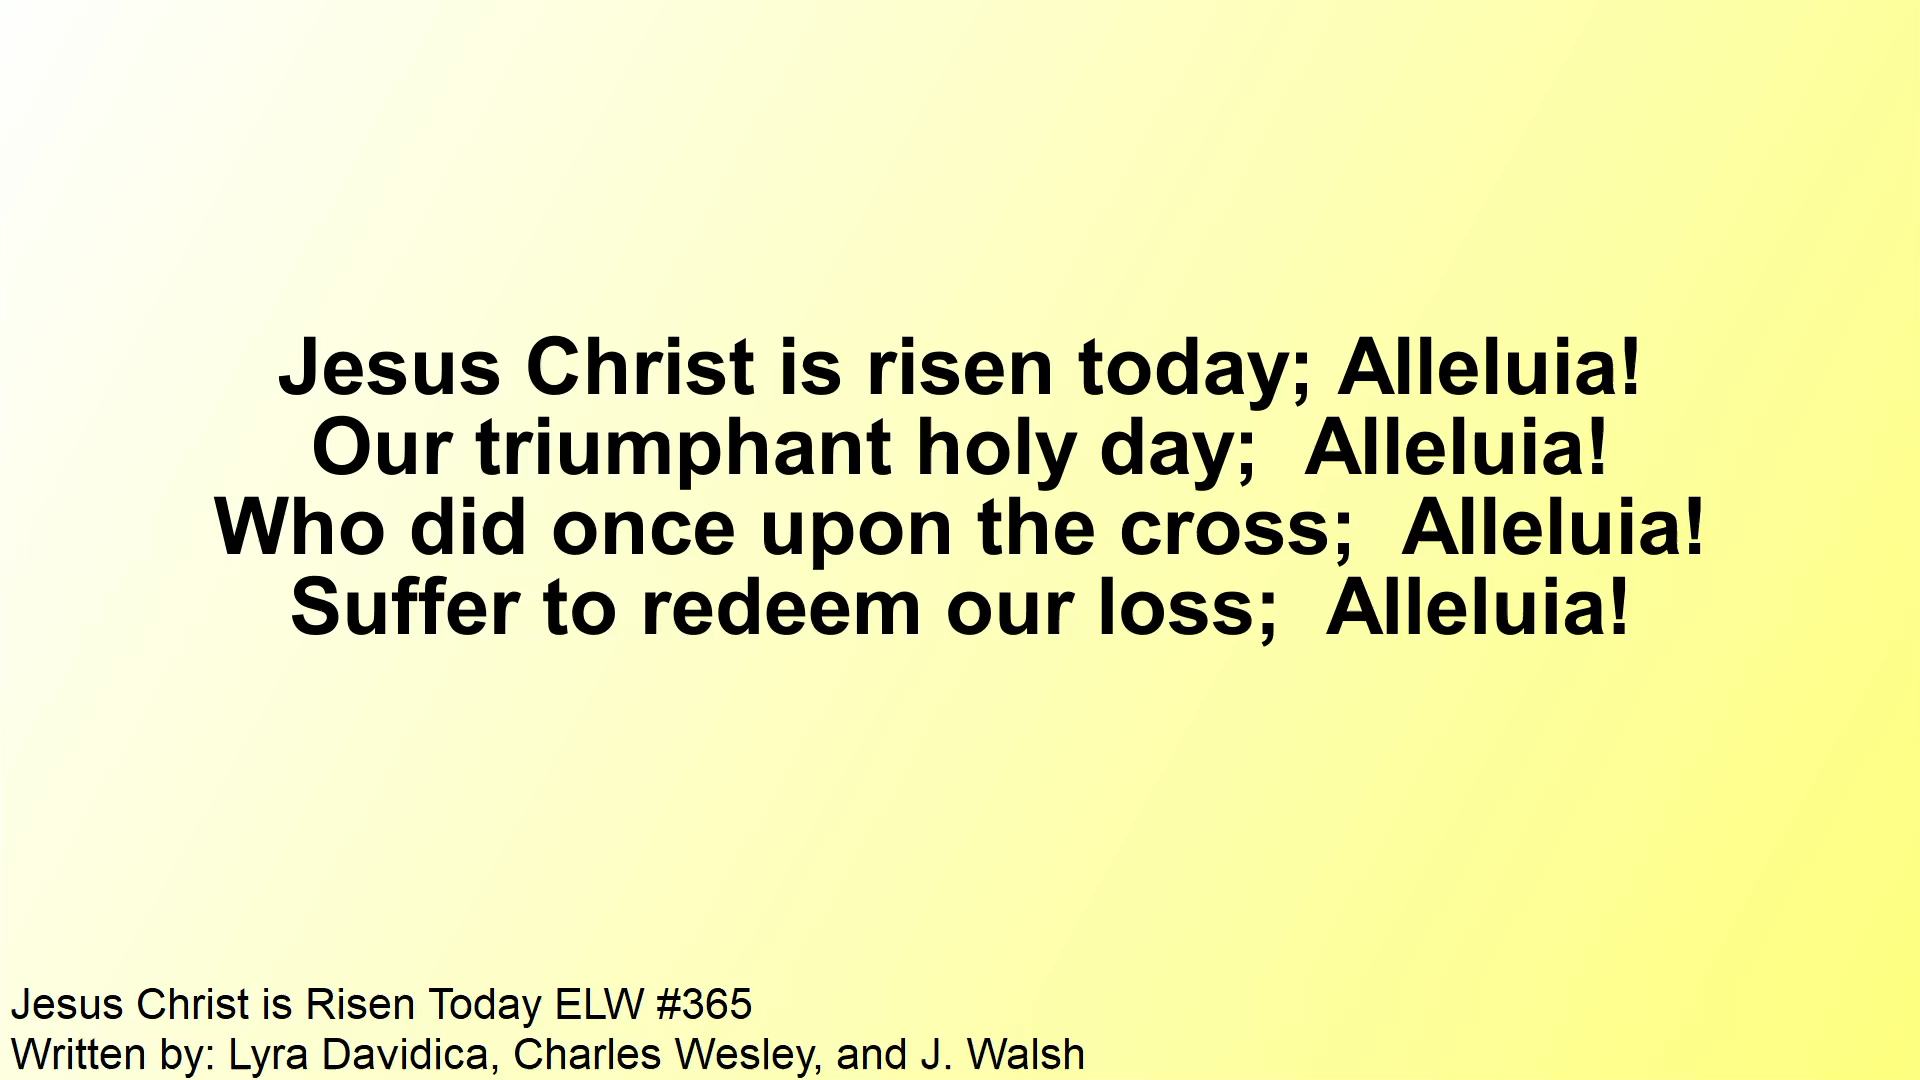 Jesus Christ is risen today; Alleluia!
Our triumphant holy day;  Alleluia!
Who did once upon the cross;  Alleluia!
Suffer to redeem our loss;  Alleluia!
Jesus Christ is Risen Today ELW #365
Written by: Lyra Davidica, Charles Wesley, and J. Walsh